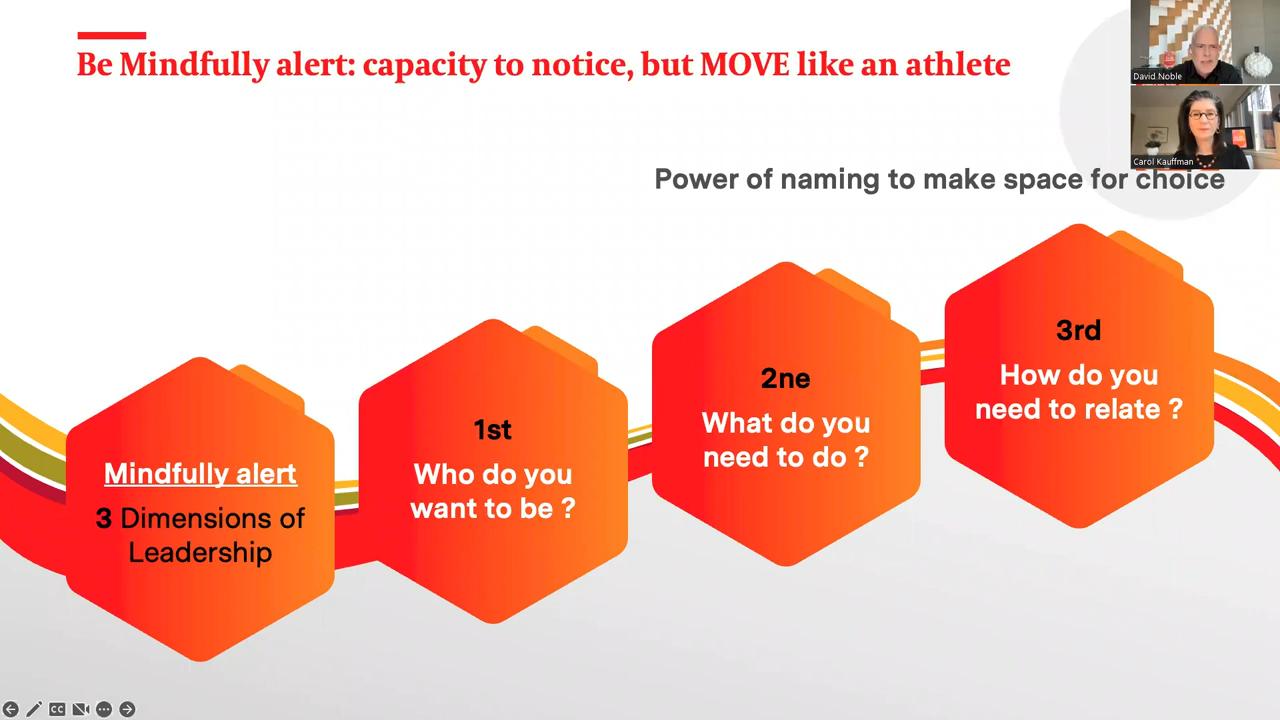 Be Mindfully alert: capacity to notice, but MOVE like an athlete
David Noble
Carol Kauffman
Power of naming to make space for choice
Mindfully alert
3 Dimensions of
Leadership
1st
Who do you
want to be ?
2ne
What do you
need to do ?
3rd
How do you
need to relate ?
CC